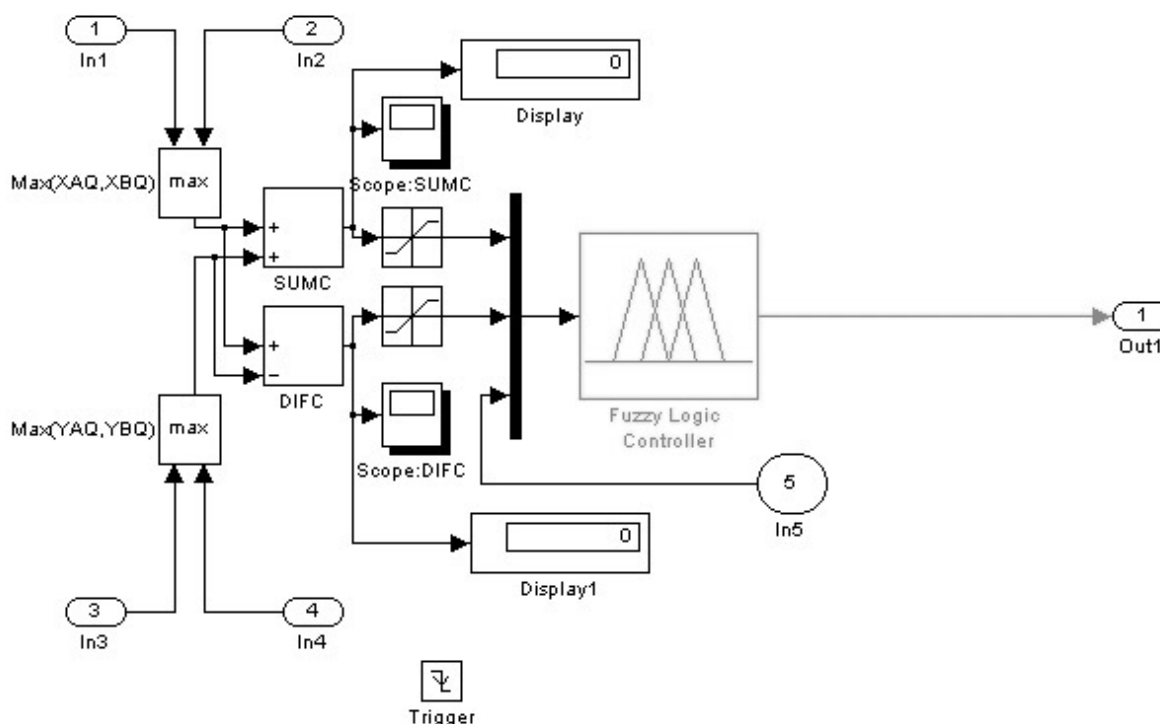 1
2
In1
In2
0
Display
max
Max(XAQ,XBQ)
Scope:SUMC
+
+
SUMC
1
Out1
+
−
DIFC
Max(YAQ,YBQ)
max
Fuzzy Logic
Controller
Scope:DIFC
5
In5
0
Display1
3
4
In3
In4
Trigger